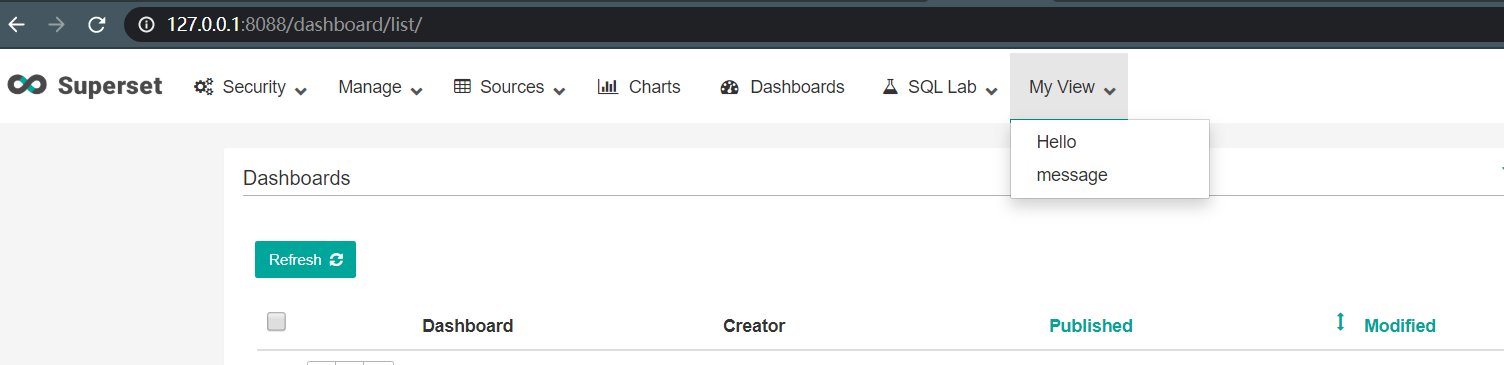 127.0.0.1:8088/dashboard/list/
Superset Security Manage Sources Charts Dashboards SQL Lab My View
Hello
message
Dashboards
Refresh
Dashboard Creator Published Modified